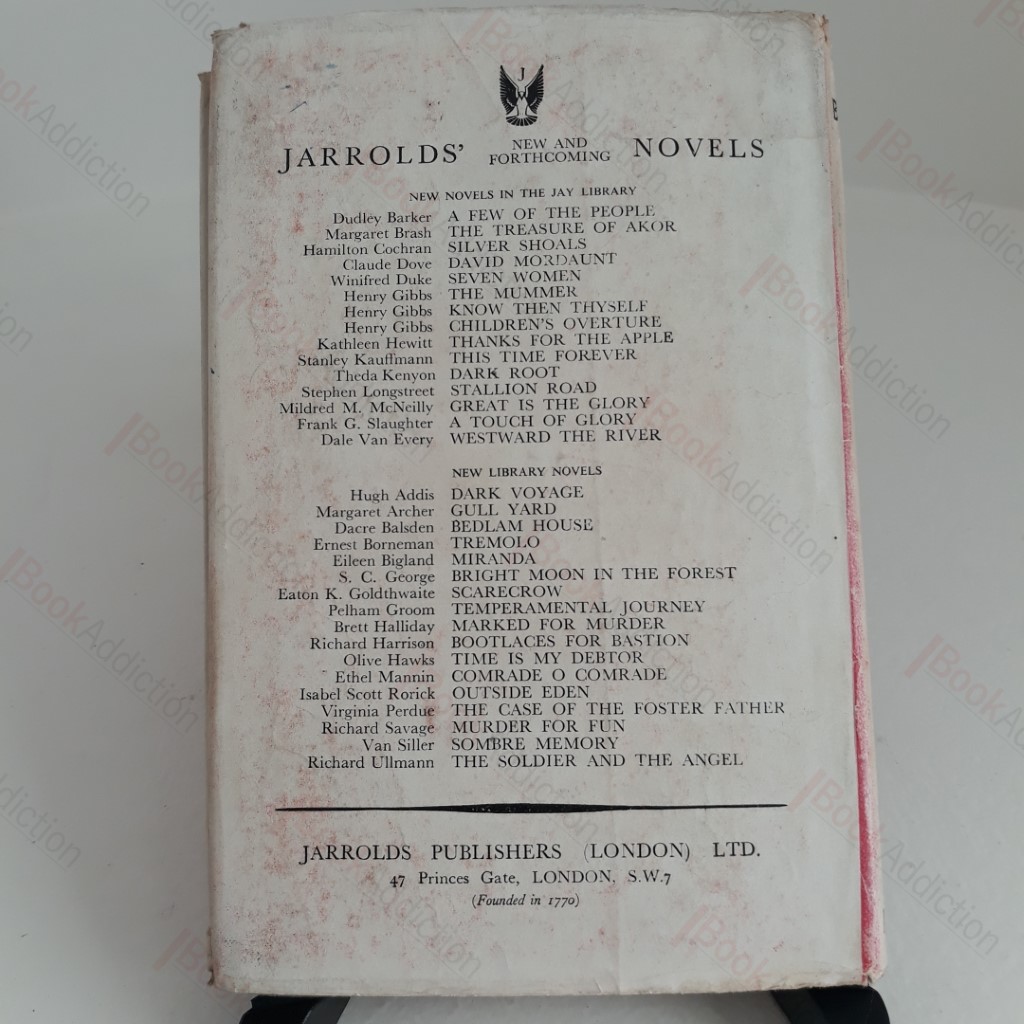 J
JARROLDS' NEW AND FORTHCOMING NOVELS
NEW NOVELS IN THE JAY LIBRARY
Dudley Barker A FEW OF THE PEOPLE
Margaret Brash THE TREASURE OF AKOR
Hamilton Cochran SILVER SHOALS
Claude Dove DAVID MORDAUNT
Winifred Duke SEVEN WOMEN
Henry Gibbs THE MUMMER
Henry Gibbs KNOW THEN THYSELF
Henry Gibbs CHILDREN'S OVERTURE
Kathleen Hewitt THANKS FOR THE APPLE
Stanley Kauffmann THIS TIME FOREVER
Theda Kenyon DARK ROOT
Stephen Longstreet STALLION ROAD
Mildred M. McNeilly GREAT IS THE GLORY
Frank G. Slaughter A TOUCH OF GLORY
Dale Van Every WESTWARD THE RIVER
NEW LIBRARY NOVELS
Hugh Addis DARK VOYAGE
Margaret Archer GULL YARD
Dacre Balsden BEDLAM HOUSE
Ernest Borneman TREMOLO
Eileen Bigland MIRANDA
S. C. George BRIGHT MOON IN THE FOREST
Eaton K. Goldthwaite SCARECROW
Pelham Groom TEMPERAMENTAL JOURNEY
Brett Halliday MARKED FOR MURDER
Richard Harrison BOOTLACES FOR BASTION
Olive Hawks TIME IS MY DEBTOR
Ethel Mannin COMRADE O COMRADE
Isabel Scott Rorick OUTSIDE EDEN
Virginia Perdue THE CASE OF THE FOSTER FATHER
Richard Savage MURDER FOR FUN
Van Siller SOMBRE MEMORY
Richard Ullmann THE SOLDIER AND THE ANGEL
JARROLDS PUBLISHERS (LONDON) LTD.
47 Princes Gate, LONDON, S.W.7
(Founded in 1770)
BookAddiction